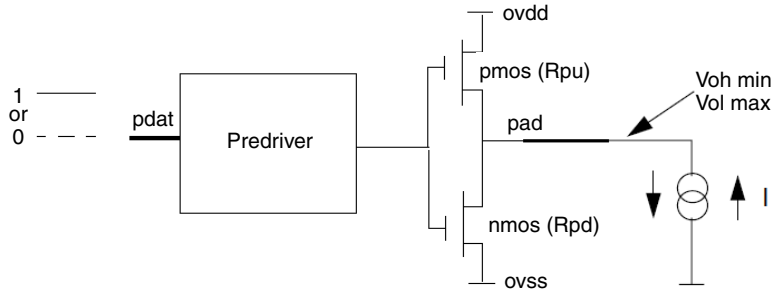 ovdd
pmos (Rpu)
1
or
0
pdat
Predriver
pad
Voh min
Vol max
I
nmos (Rpd)
ovss